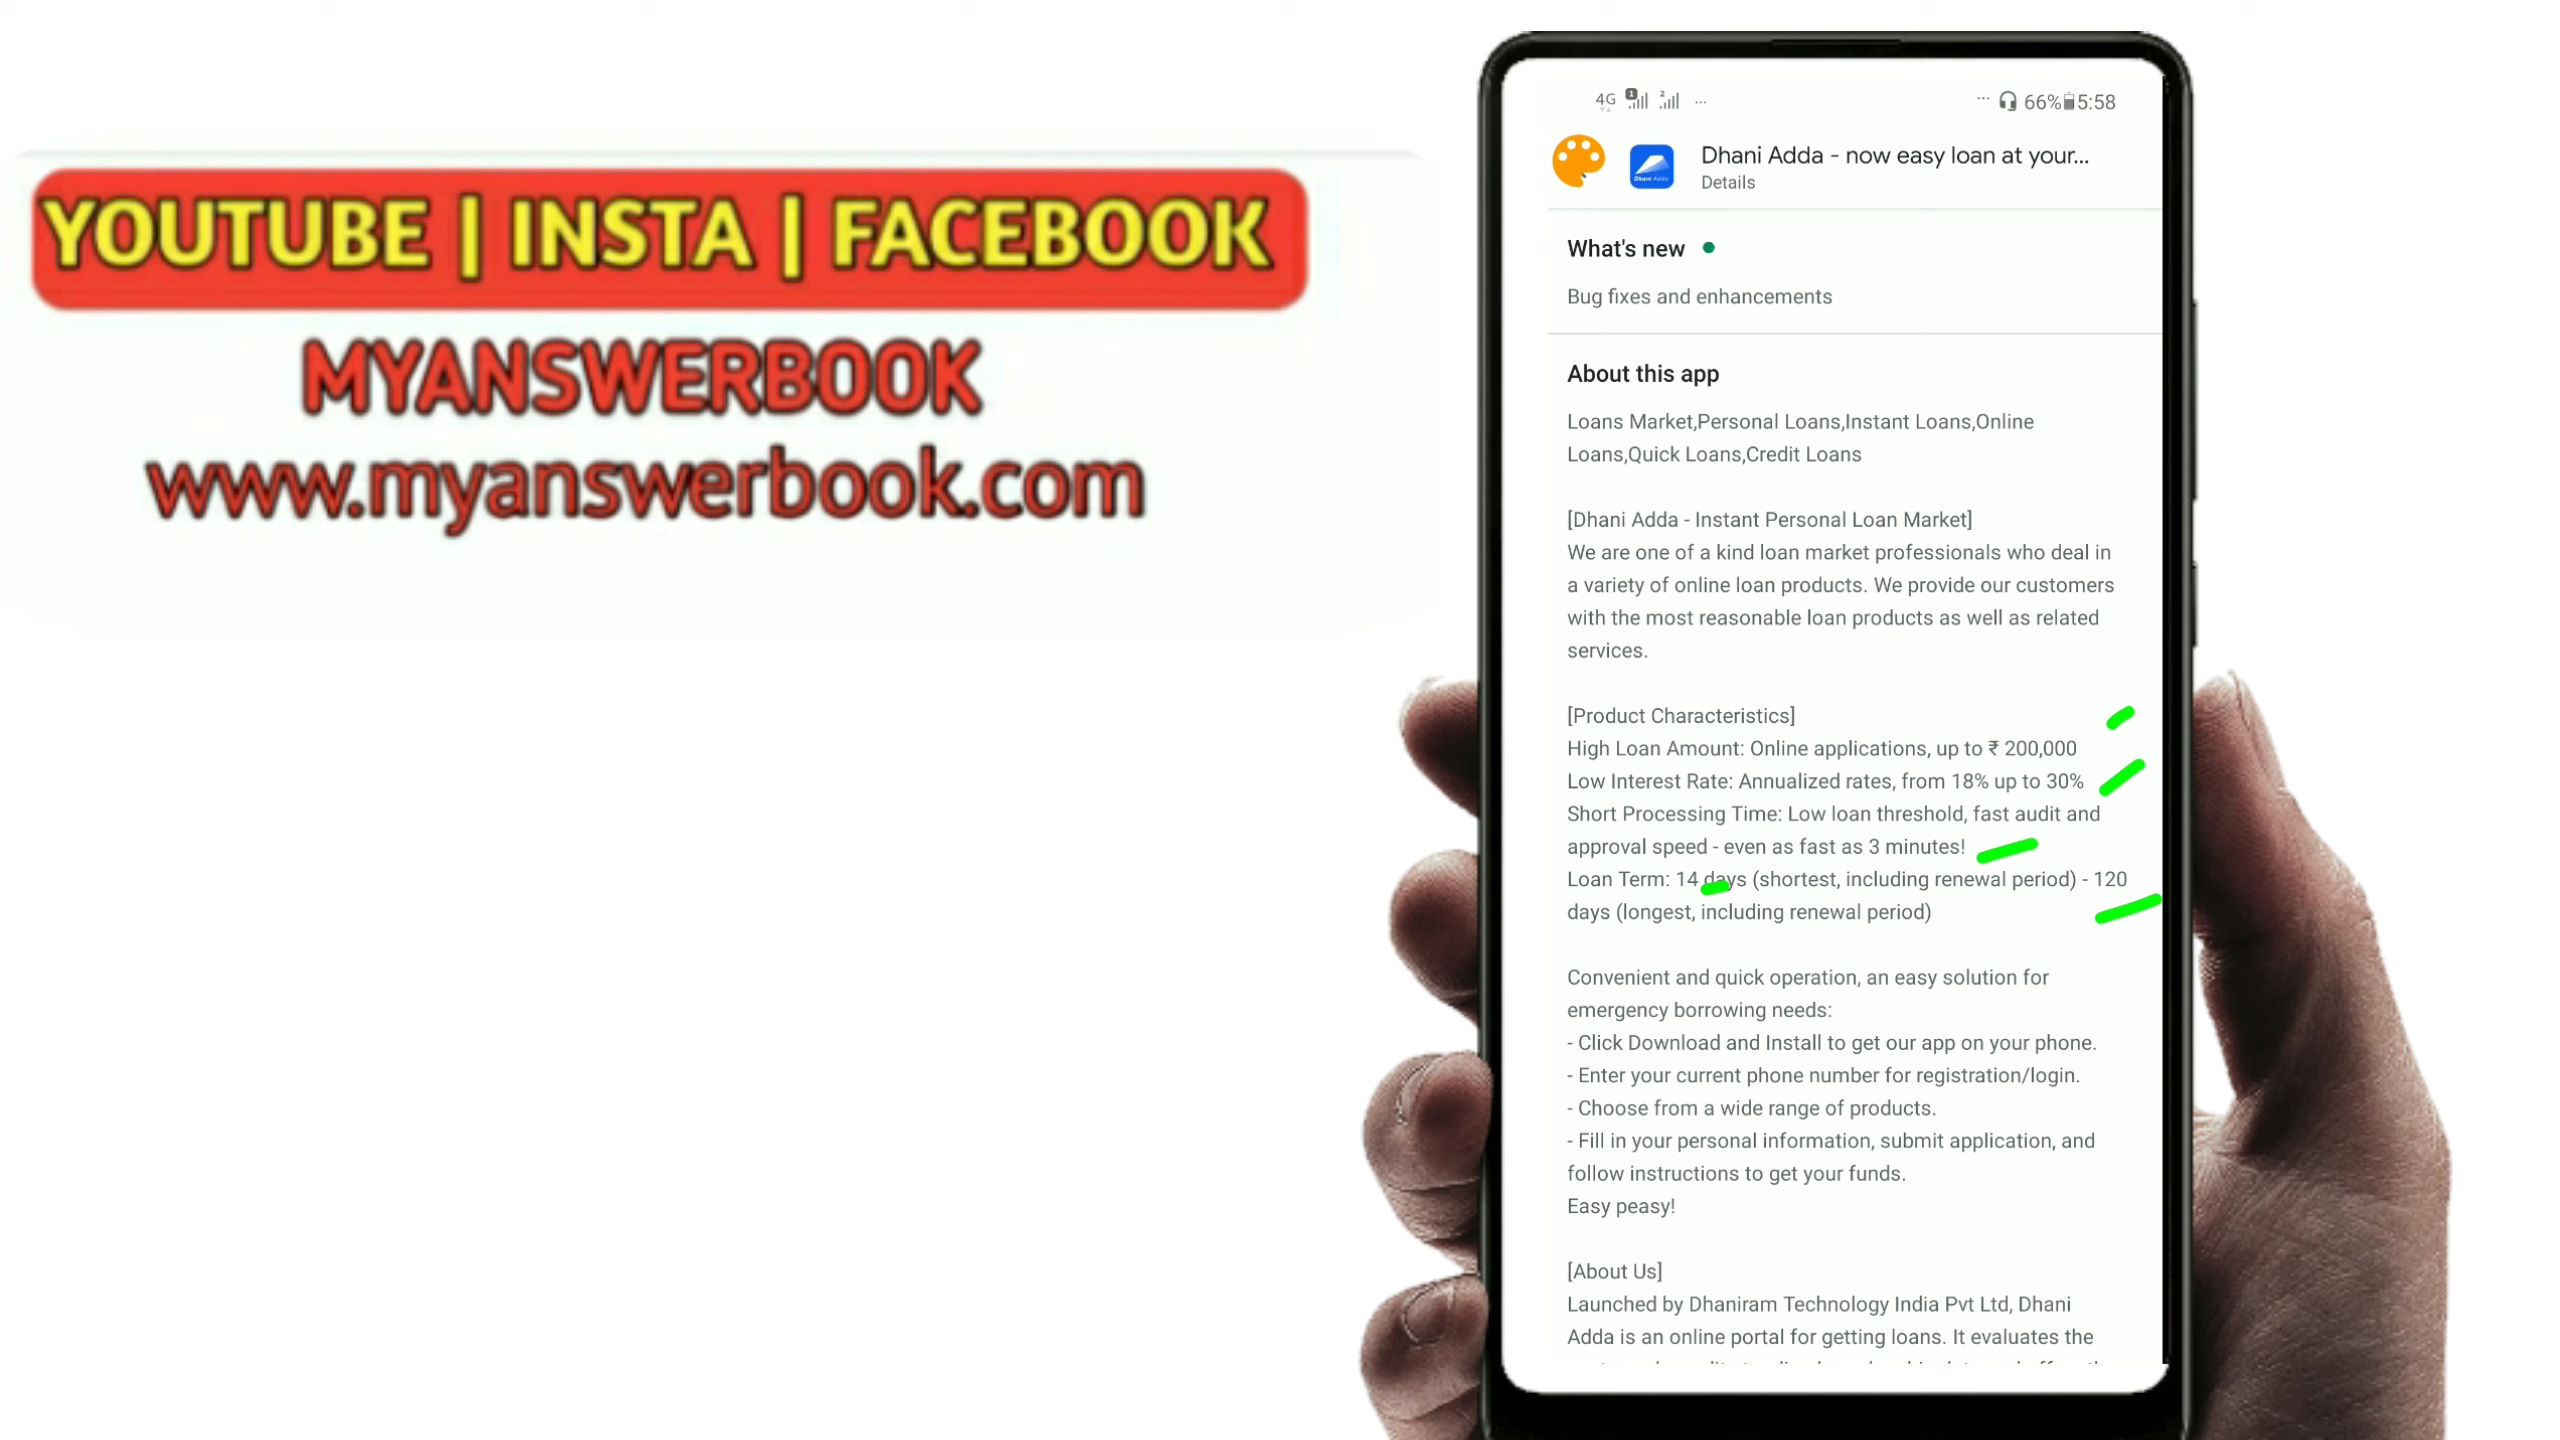 YOUTUBE | INSTA | FACEBOOK
MYANSWERBOOK
www.myanswerbook.com
4G 1 2 ... ... 66% 5:58
Dhani Adda - now easy loan at your...
Dhani Adda
Details
What's new
Bug fixes and enhancements
About this app
Loans Market,Personal Loans,Instant Loans,Online
Loans,Quick Loans,Credit Loans
[Dhani Adda - Instant Personal Loan Market]
We are one of a kind loan market professionals who deal in
a variety of online loan products. We provide our customers
with the most reasonable loan products as well as related
services.
[Product Characteristics]
High Loan Amount: Online applications, up to ₹ 200,000
Low Interest Rate: Annualized rates, from 18% up to 30%
Short Processing Time: Low loan threshold, fast audit and
approval speed - even as fast as 3 minutes!
Loan Term: 14 days (shortest, including renewal period) - 120
days (longest, including renewal period)
Convenient and quick operation, an easy solution for
emergency borrowing needs:
- Click Download and Install to get our app on your phone.
- Enter your current phone number for registration/login.
- Choose from a wide range of products.
- Fill in your personal information, submit application, and
follow instructions to get your funds.
Easy peasy!
[About Us]
Launched by Dhaniram Technology India Pvt Ltd, Dhani
Adda is an online portal for getting loans. It evaluates the